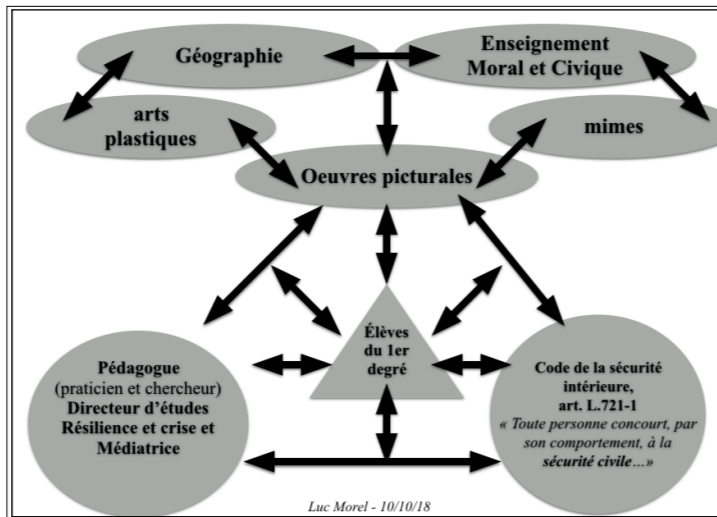 Géographie
Enseignement
Moral et Civique
arts
plastiques
mimes
Oeuvres picturales
Élèves
du 1er
degré
Pédagogue
(praticien et chercheur)
Directeur d'études
Résilience et crise et
Médiatrice
Code de la sécurité
intérieure,
art. L.721-1
« Toute personne concourt, par
son comportement, à la
sécurité civile…»
Luc Morel - 10/10/18